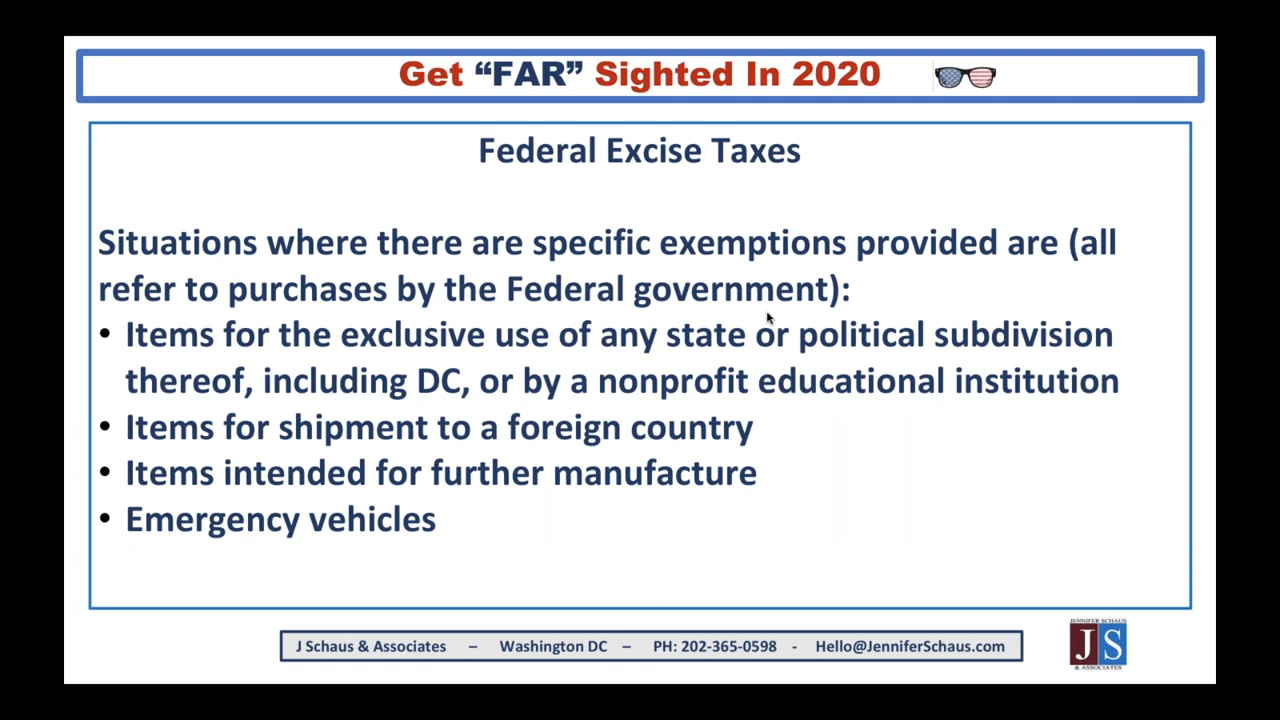 Get “FAR” Sighted In 2020
Federal Excise Taxes
Situations where there are specific exemptions provided are (all
refer to purchases by the Federal government):
• Items for the exclusive use of any state or political subdivision
thereof, including DC, or by a nonprofit educational institution
• Items for shipment to a foreign country
• Items intended for further manufacture
• Emergency vehicles
J Schaus & Associates – Washington DC – PH: 202-365-0598 - Hello@JenniferSchaus.com
JENNIFER SCHAUS
JS
& ASSOCIATES